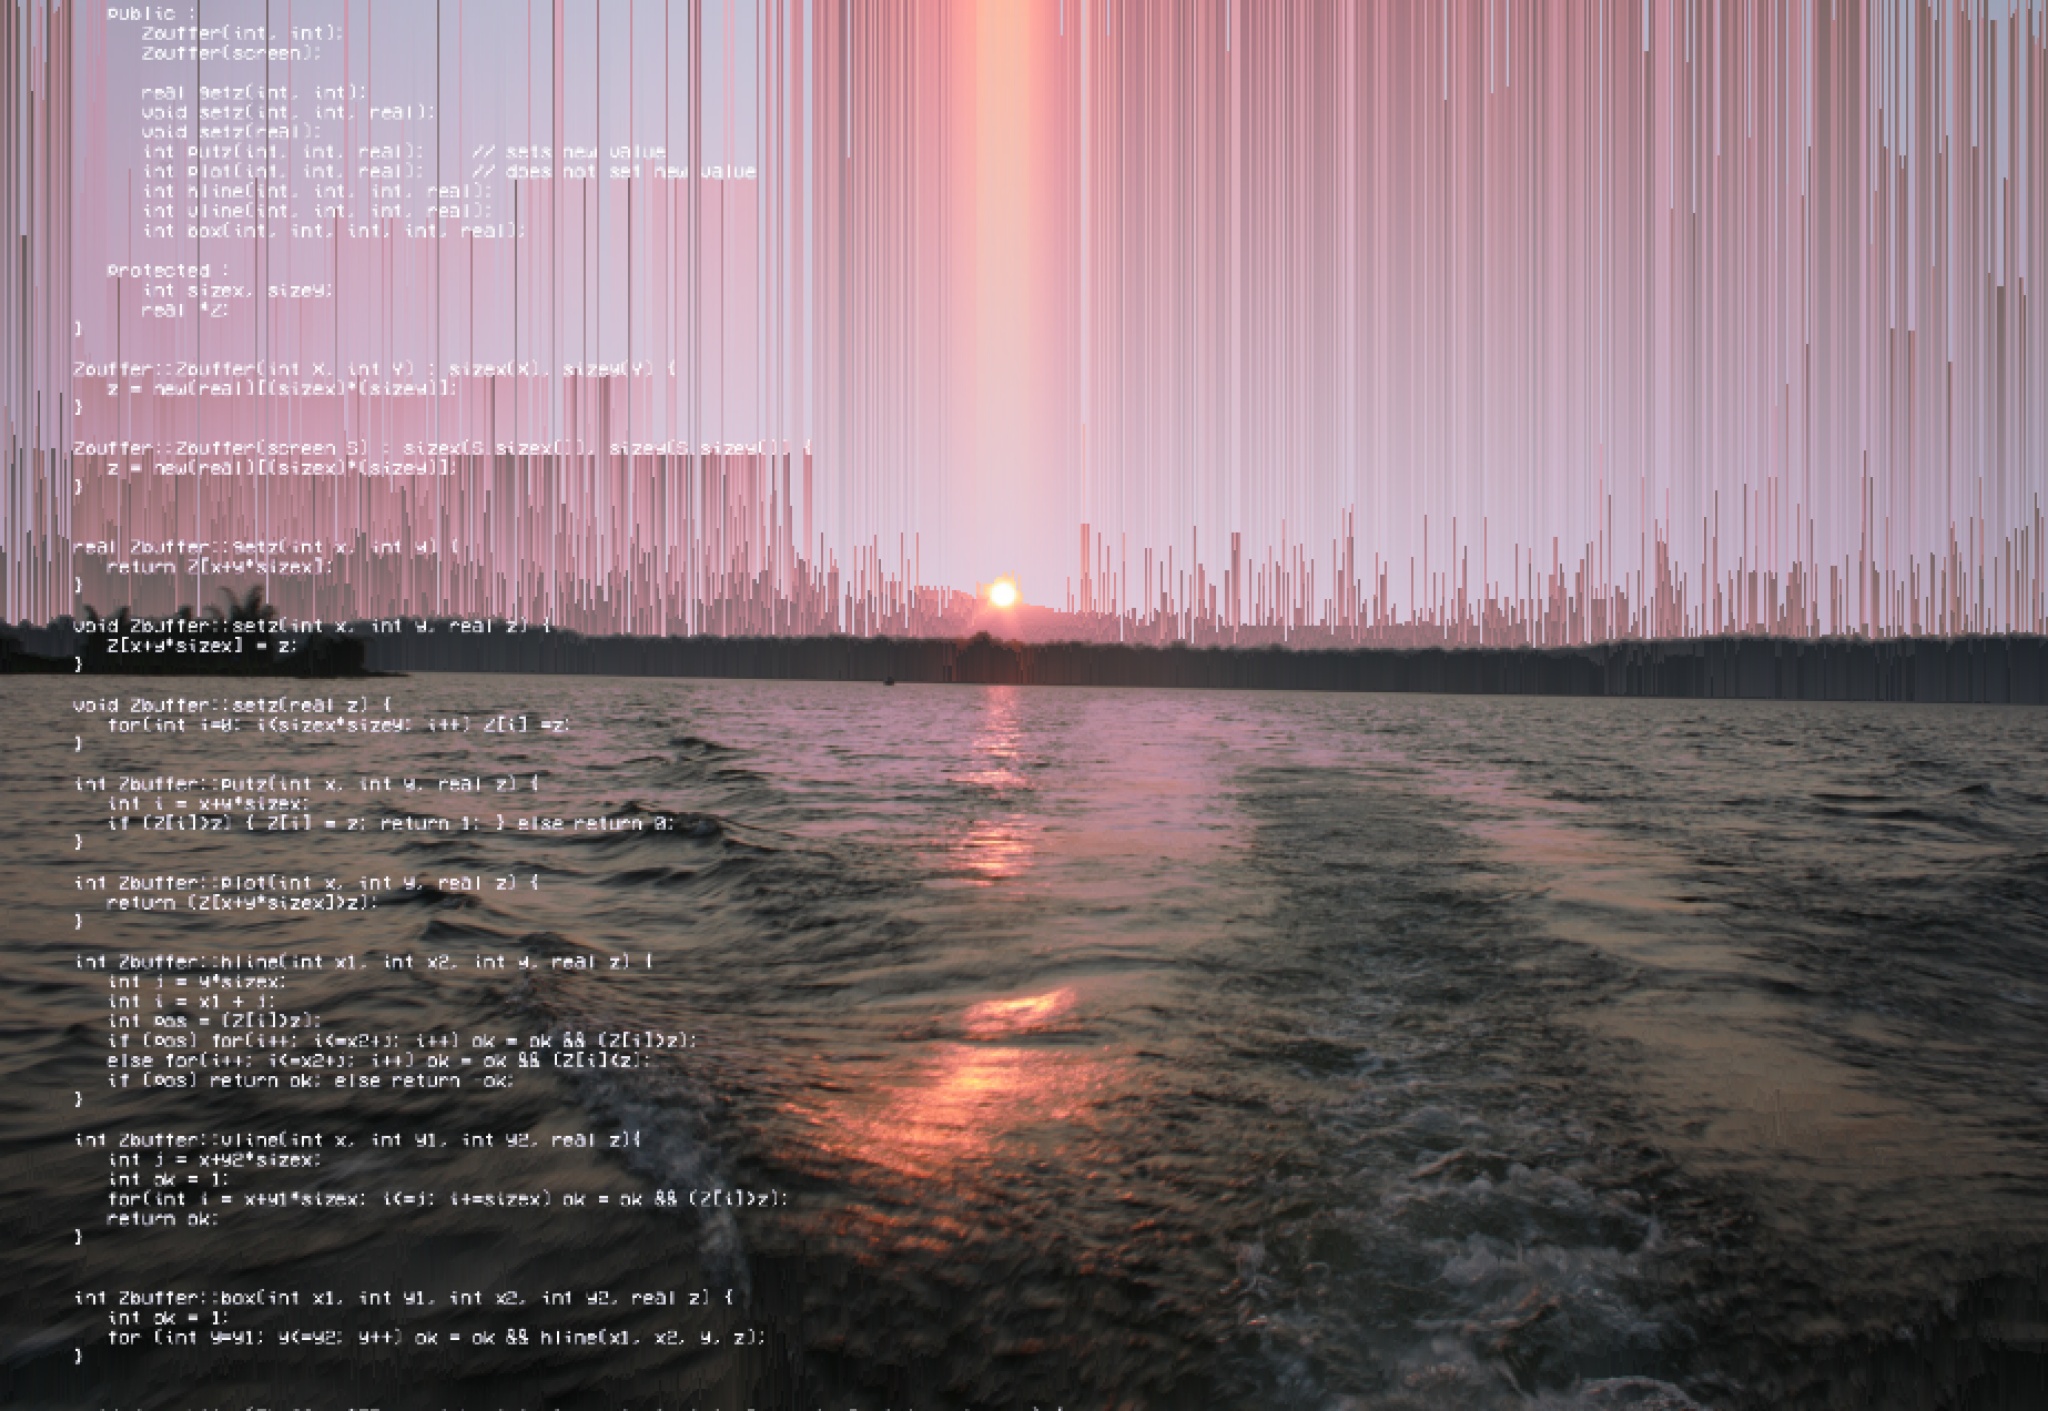 public :
Zbuffer(int, int);
Zbuffer(screen);
real getz(int, int);
void setz(int, int, real);
void setz(real);
int putz(int, int, real); // sets new value
int plot(int, int, real); // does not set new value
int hline(int, int, int, real);
int vline(int, int, int, real);
int box(int, int, int, int, real);
protected :
int sizex, sizey;
real *Z;
}
Zbuffer::Zbuffer(int X, int Y) : sizex(X), sizey(Y) {
z = new(real)[(sizex)*(sizey)];
}
Zbuffer::Zbuffer(screen S) : sizex(S.sizex()), sizey(S.sizey()) {
z = new(real)[(sizex)*(sizey)];
}
real Zbuffer::getz(int x, int y) {
return Z[x+y*sizex];
}
void Zbuffer::setz(int x, int y, real z) {
Z[x+y*sizex] = z;
}
void Zbuffer::setz(real z) {
for(int i=0; i<sizex*sizey; i++) Z[i] =z;
}
int Zbuffer::putz(int x, int y, real z) {
int i = x+y*sizex;
if (Z[i]>z) { Z[i] = z; return 1; } else return 0;
}
int Zbuffer::plot(int x, int y, real z) {
return (Z[x+y*sizex]>z);
}
int Zbuffer::hline(int x1, int x2, int y, real z) {
int j = y*sizex;
int i = x1 + j;
int pos = (Z[i]>z);
if (pos) for(i++; i<=x2+j; i++) ok = ok && (Z[i]>z);
else for(i++; i<=x2+j; i++) ok = ok && (Z[i]<z);
if (pos) return ok; else return -ok;
}
int Zbuffer::vline(int x, int y1, int y2, real z){
int j = x+y2*sizex;
int ok = 1;
for(int i = x+y1*sizex; i<=j; i+=sizex) ok = ok && (Z[i]>z);
return ok;
}
int Zbuffer::box(int x1, int y1, int x2, int y2, real z) {
int ok = 1;
for (int y=y1; y<=y2; y++) ok = ok && hline(x1, x2, y, z);
}